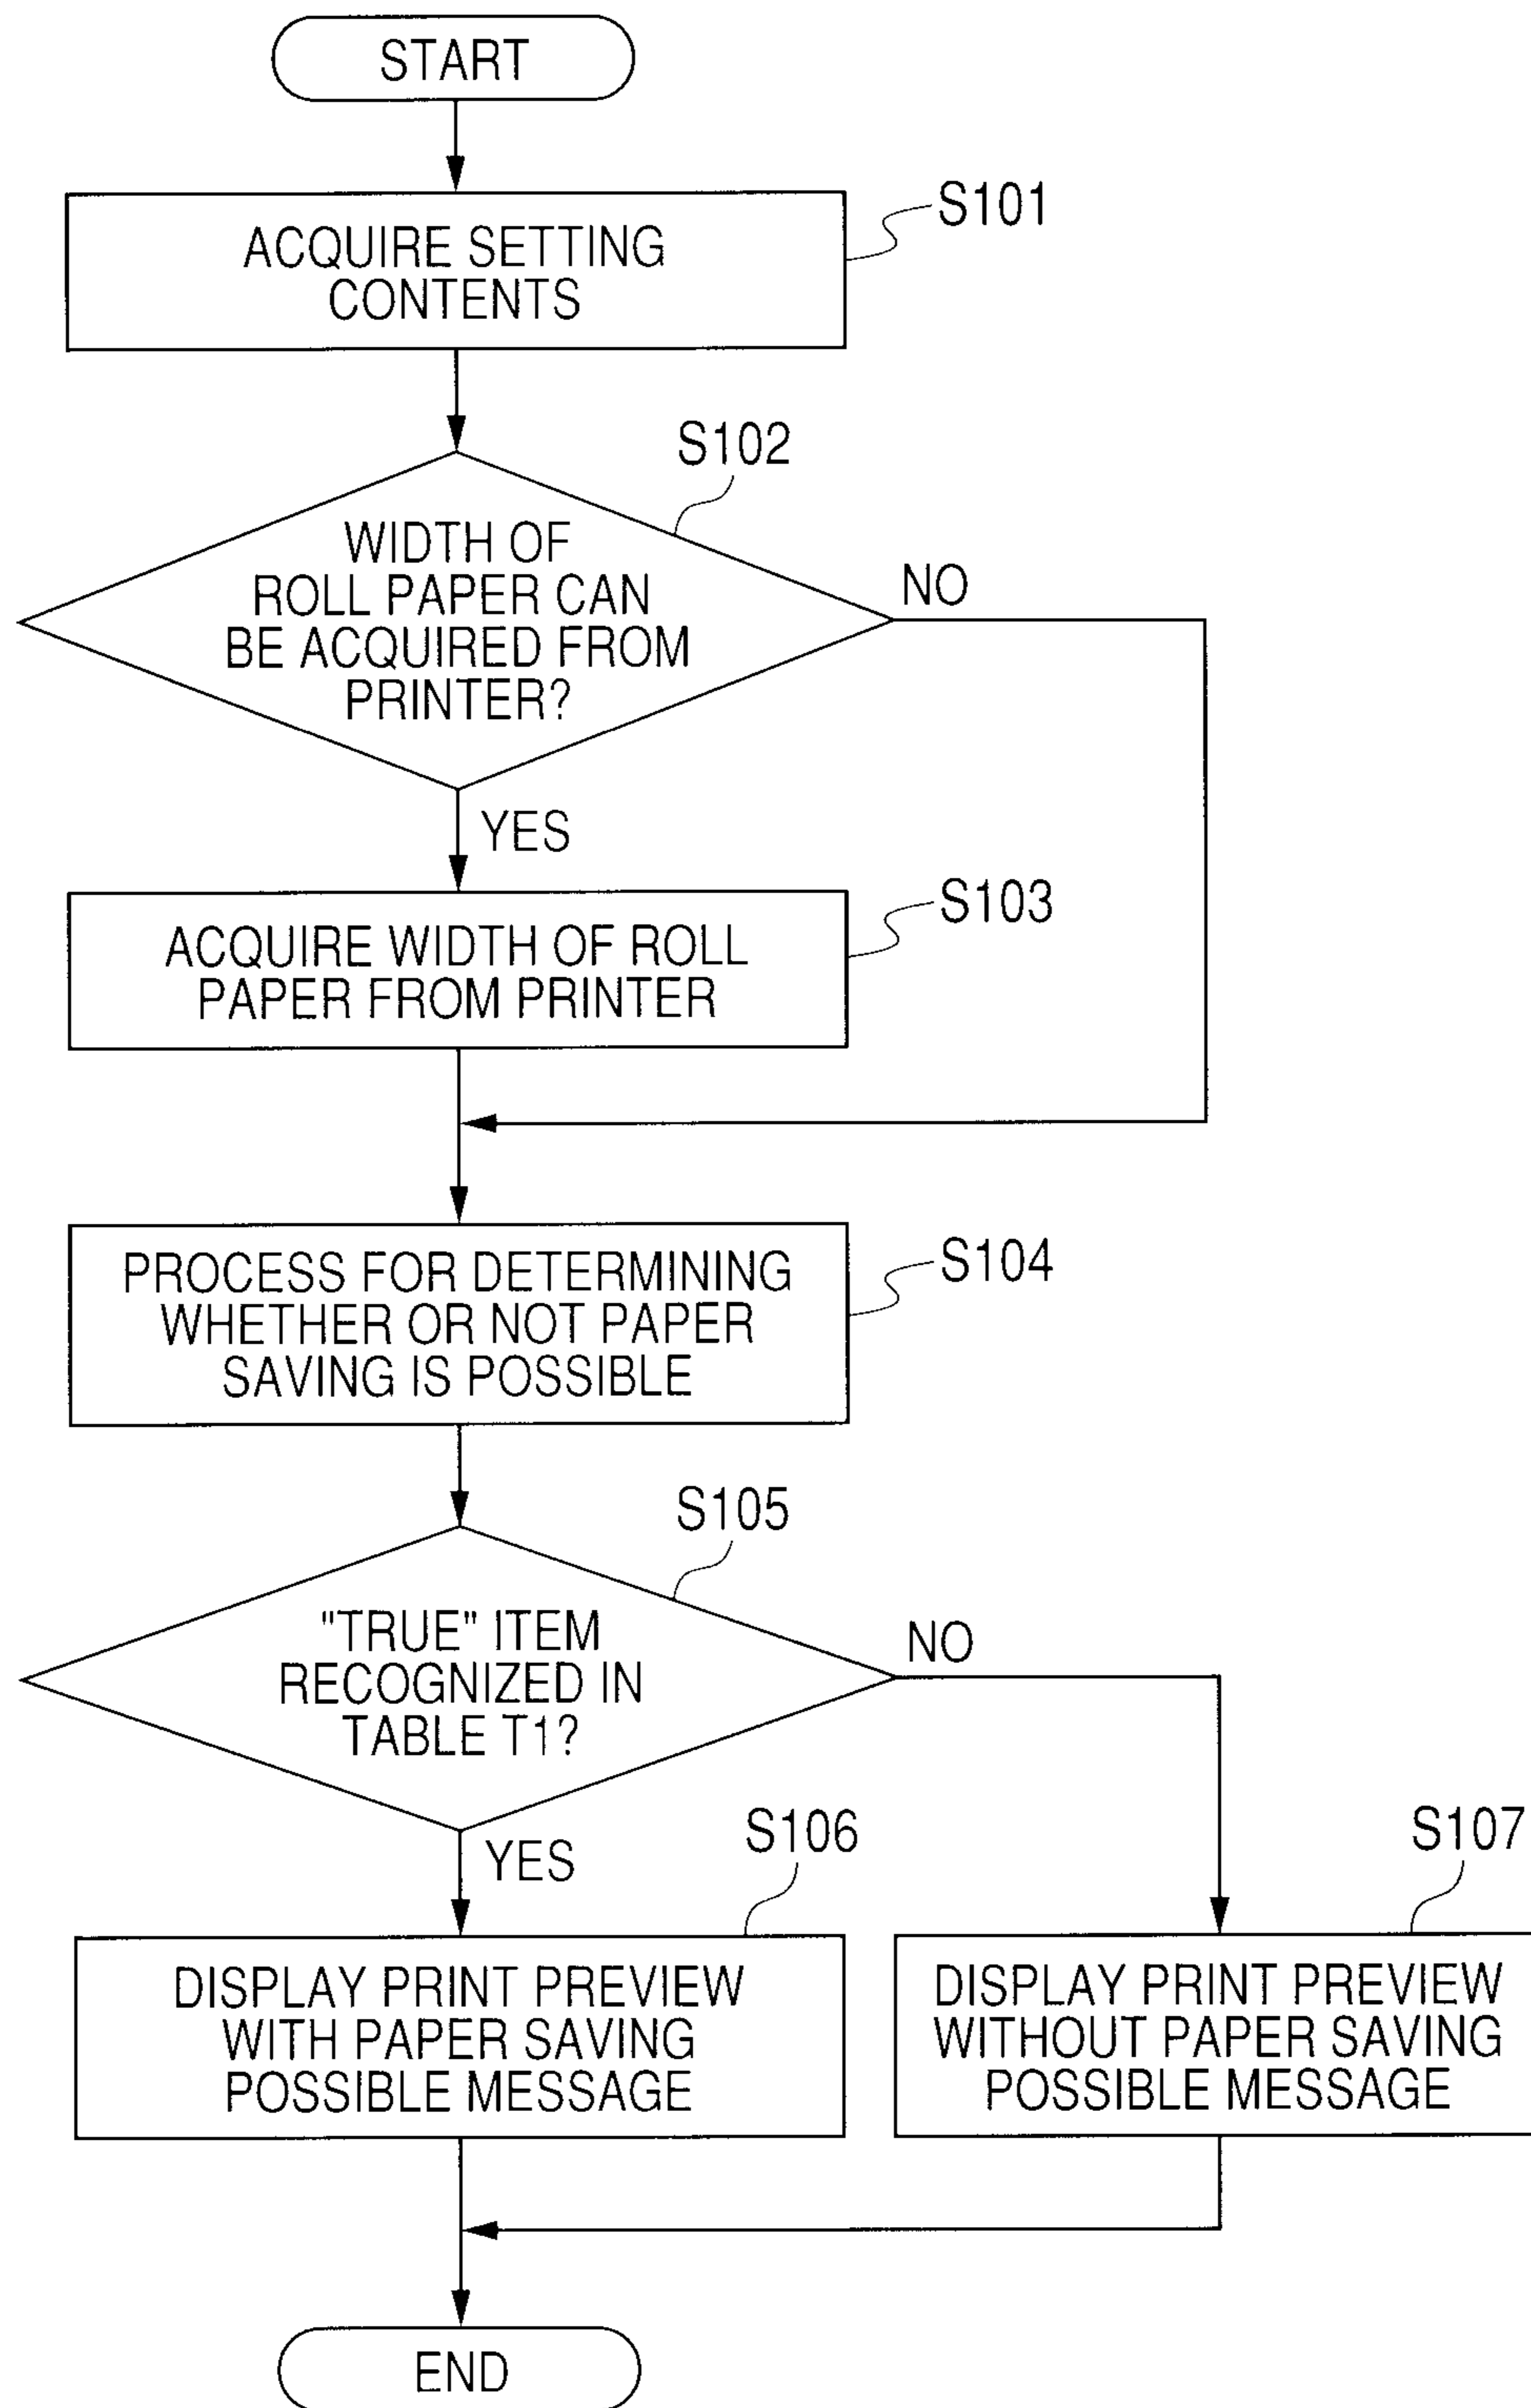 START
S101
ACQUIRE SETTING
CONTENTS
S102
WIDTH OF
ROLL PAPER CAN
BE ACQUIRED FROM
PRINTER?
NO
YES
S103
ACQUIRE WIDTH OF ROLL
PAPER FROM PRINTER
S104
PROCESS FOR DETERMINING
WHETHER OR NOT PAPER
SAVING IS POSSIBLE
S105
"TRUE" ITEM
RECOGNIZED IN
TABLE T1?
NO
YES
S106
DISPLAY PRINT PREVIEW
WITH PAPER SAVING
POSSIBLE MESSAGE
S107
DISPLAY PRINT PREVIEW
WITHOUT PAPER SAVING
POSSIBLE MESSAGE
END